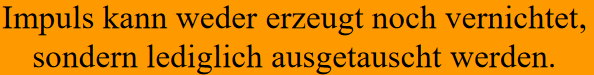 Impuls kann weder erzeugt noch vernichtet,
sondern lediglich ausgetauscht werden.